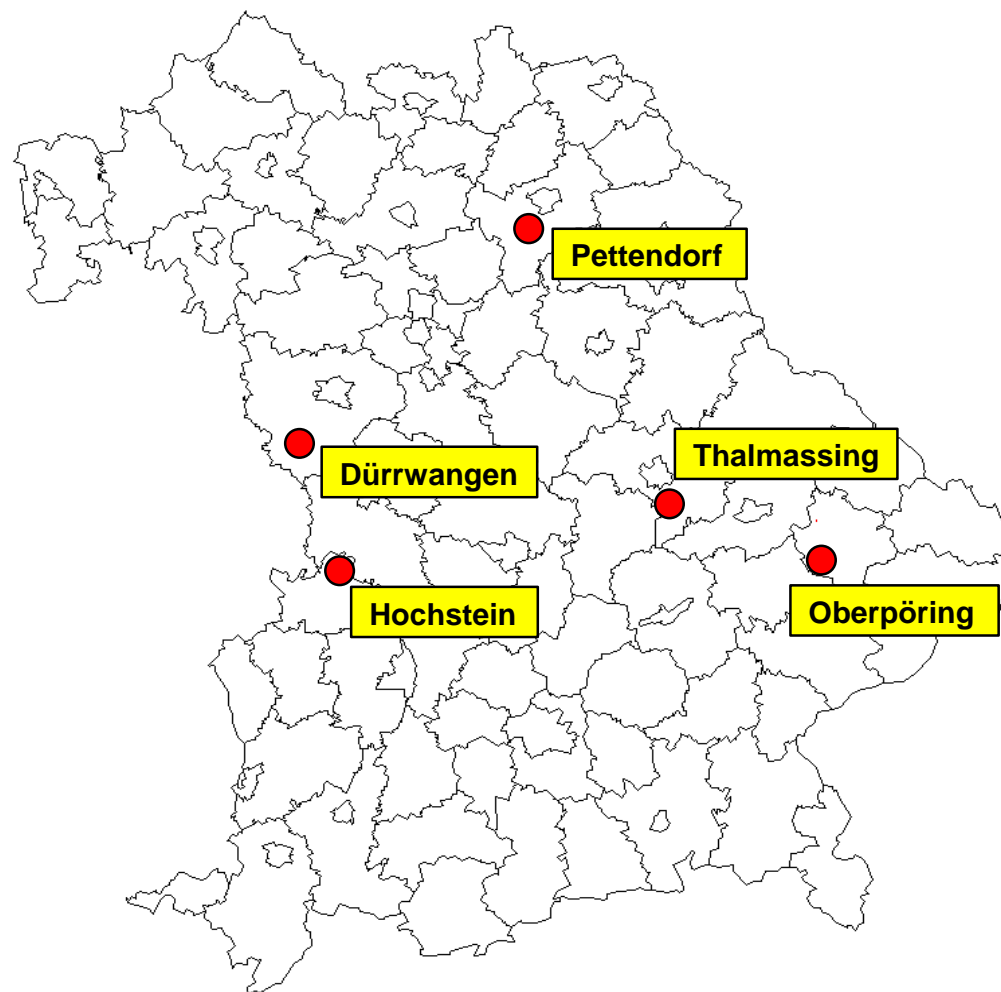 Pettendorf
Thalmassing
Dürrwangen
Hochstein
Oberpöring